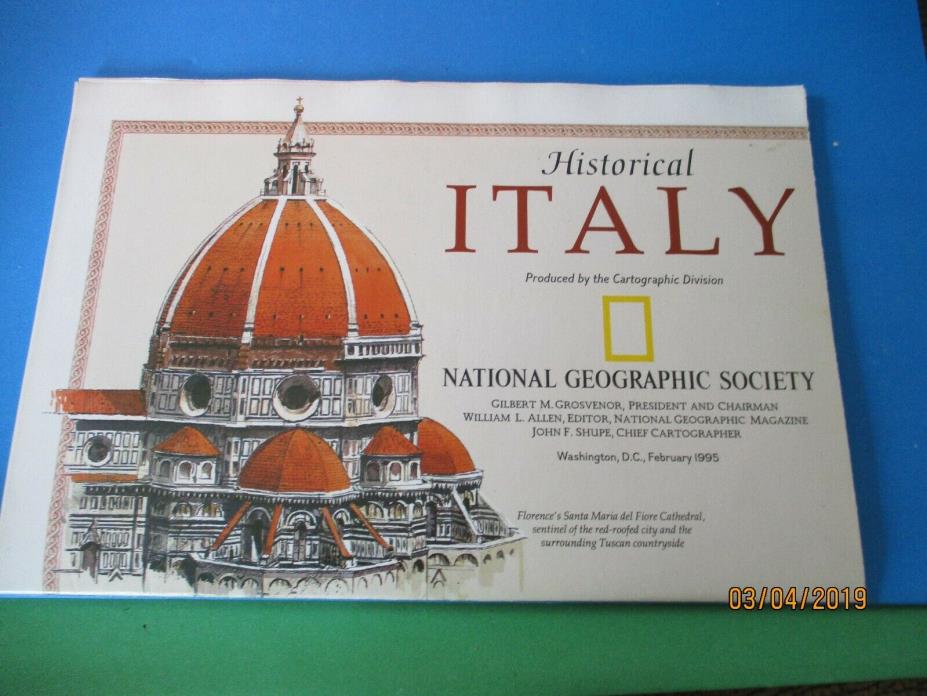 Historical
ITALY
Produced by the Cartographic Division
NATIONAL GEOGRAPHIC SOCIETY
GILBERT M. GROSVENOR, PRESIDENT AND CHAIRMAN
WILLIAM L. ALLEN, EDITOR, NATIONAL GEOGRAPHIC MAGAZINE
JOHN F. SHUPE, CHIEF CARTOGRAPHER
Washington, D.C., February 1995
Florence's Santa Maria del Fiore Cathedral,
sentinel of the red-roofed city and the
surrounding Tuscan countryside
03/04/2019